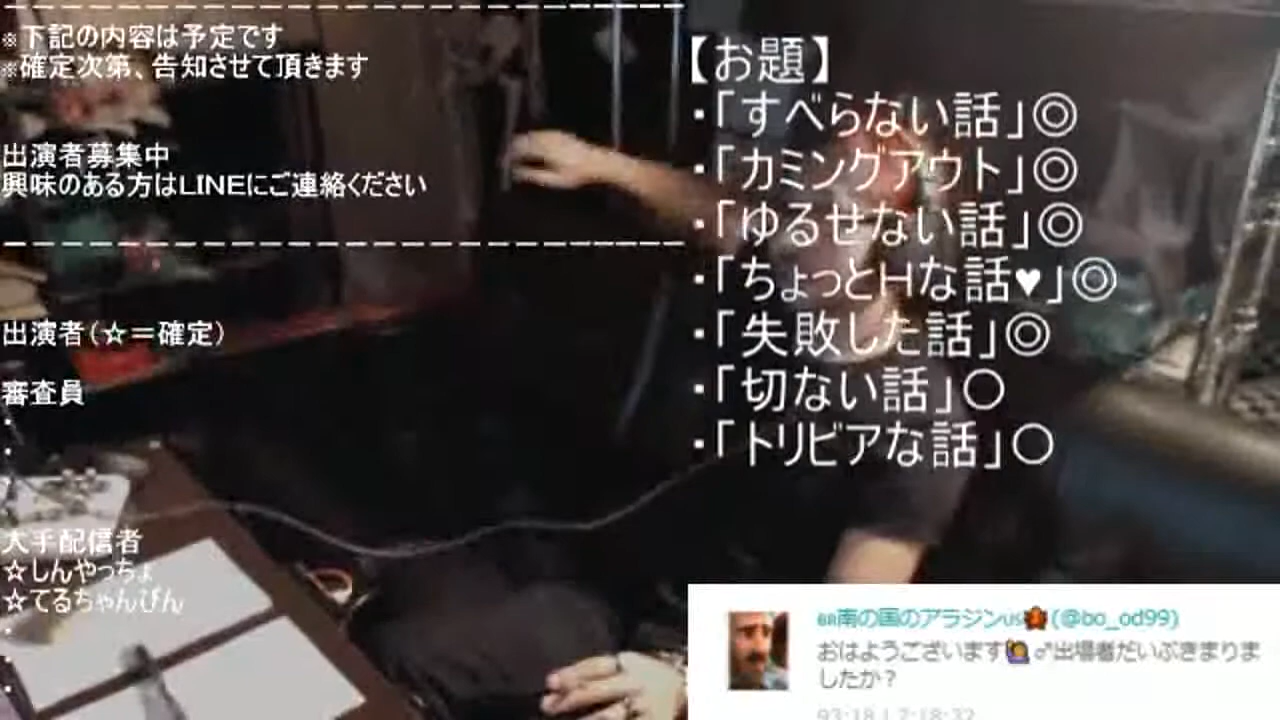 ※下記の内容は予定です
※確定次第、告知させて頂きます
出演者募集中
興味のある方はLINEにご連絡ください
出演者(☆=確定)
審査員
・
・
大手配信者
☆しんやっちょ
☆てるちゃんぴん
・
・
・
【お題】
・「すべらない話」◎
・「カミングアウト」◎
・「ゆるせない話」◎
・「ちょっとHな話♥」◎
・「失敗した話」◎
・「切ない話」〇
・「トリビアな話」〇
南の国のアラジン(@bo_od99)
おはようございます🙋♂出場者だいぶきまりま
したか?